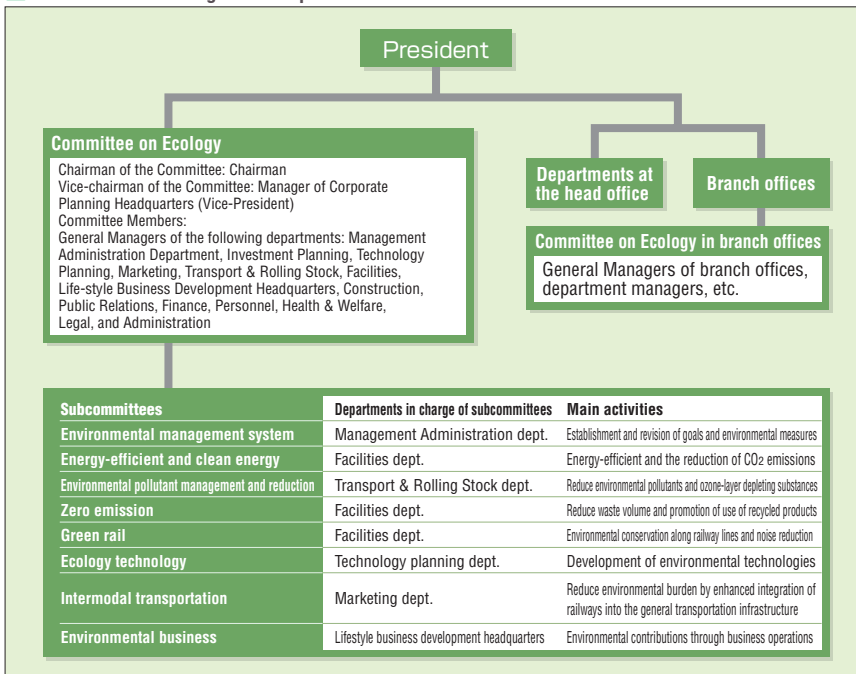 President
Committee on Ecology
Chairman of the Committee: Chairman
Vice-chairman of the Committee: Manager of Corporate
Planning Headquarters (Vice-President)
Committee Members:
General Managers of the following departments: Management
Administration Department, Investment Planning, Technology
Planning, Marketing, Transport & Rolling Stock, Facilities,
Life-style Business Development Headquarters, Construction,
Public Relations, Finance, Personnel, Health & Welfare,
Legal, and Administration
Departments at
the head office
Branch offices
Committee on Ecology in branch offices
General Managers of branch offices,
department managers, etc.
Subcommittees Departments in charge of subcommittees Main activities
Environmental management system Management Administration dept. Establishment and revision of goals and environmental measures
Energy-efficient and clean energy Facilities dept. Energy-efficient and the reduction of CO2 emissions
Environmental pollutant management and reduction Transport & Rolling Stock dept. Reduce environmental pollutants and ozone-layer depleting substances
Zero emission Facilities dept. Reduce waste volume and promotion of use of recycled products
Green rail Facilities dept. Environmental conservation along railway lines and noise reduction
Ecology technology Technology planning dept. Development of environmental technologies
Intermodal transportation Marketing dept. Reduce environmental burden by enhanced integration of
railways into the general transportation infrastructure
Environmental business Lifestyle business development headquarters Environmental contributions through business operations